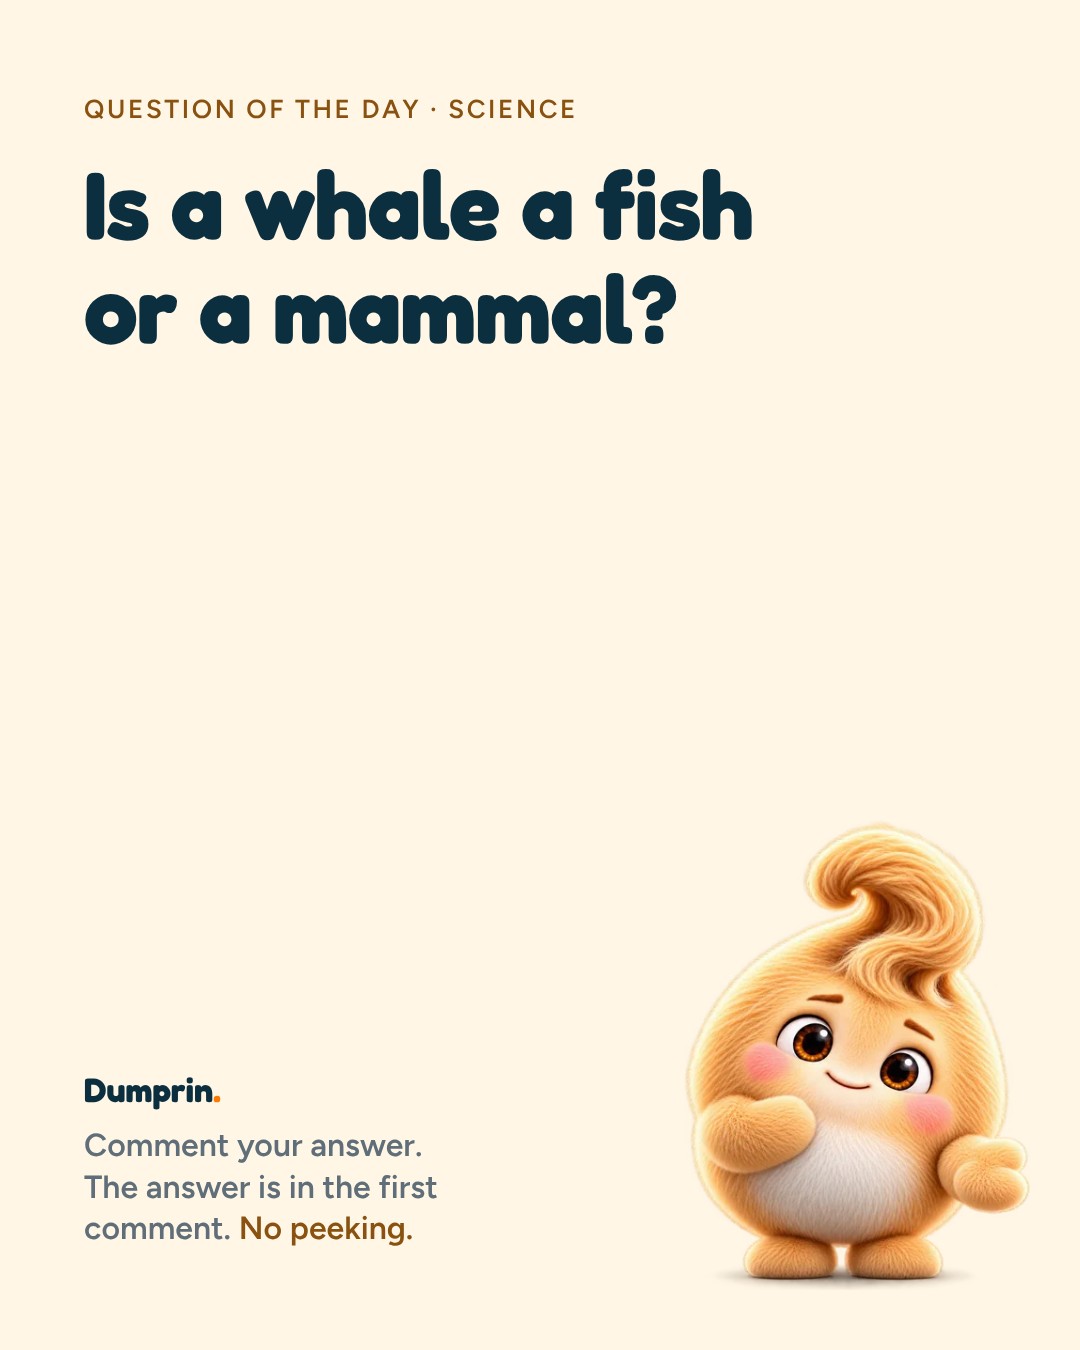 QUESTION OF THE DAY · SCIENCE
Is a whale a fish
or a mammal?
Dumprin.
Comment your answer.
The answer is in the first
comment. No peeking.